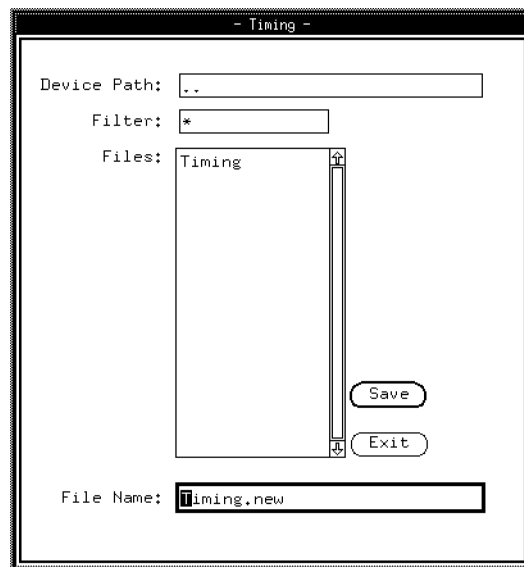 - Timing -
Device Path: ..
Filter: *
Files: Timing
Save
Exit
File Name: Timing.new